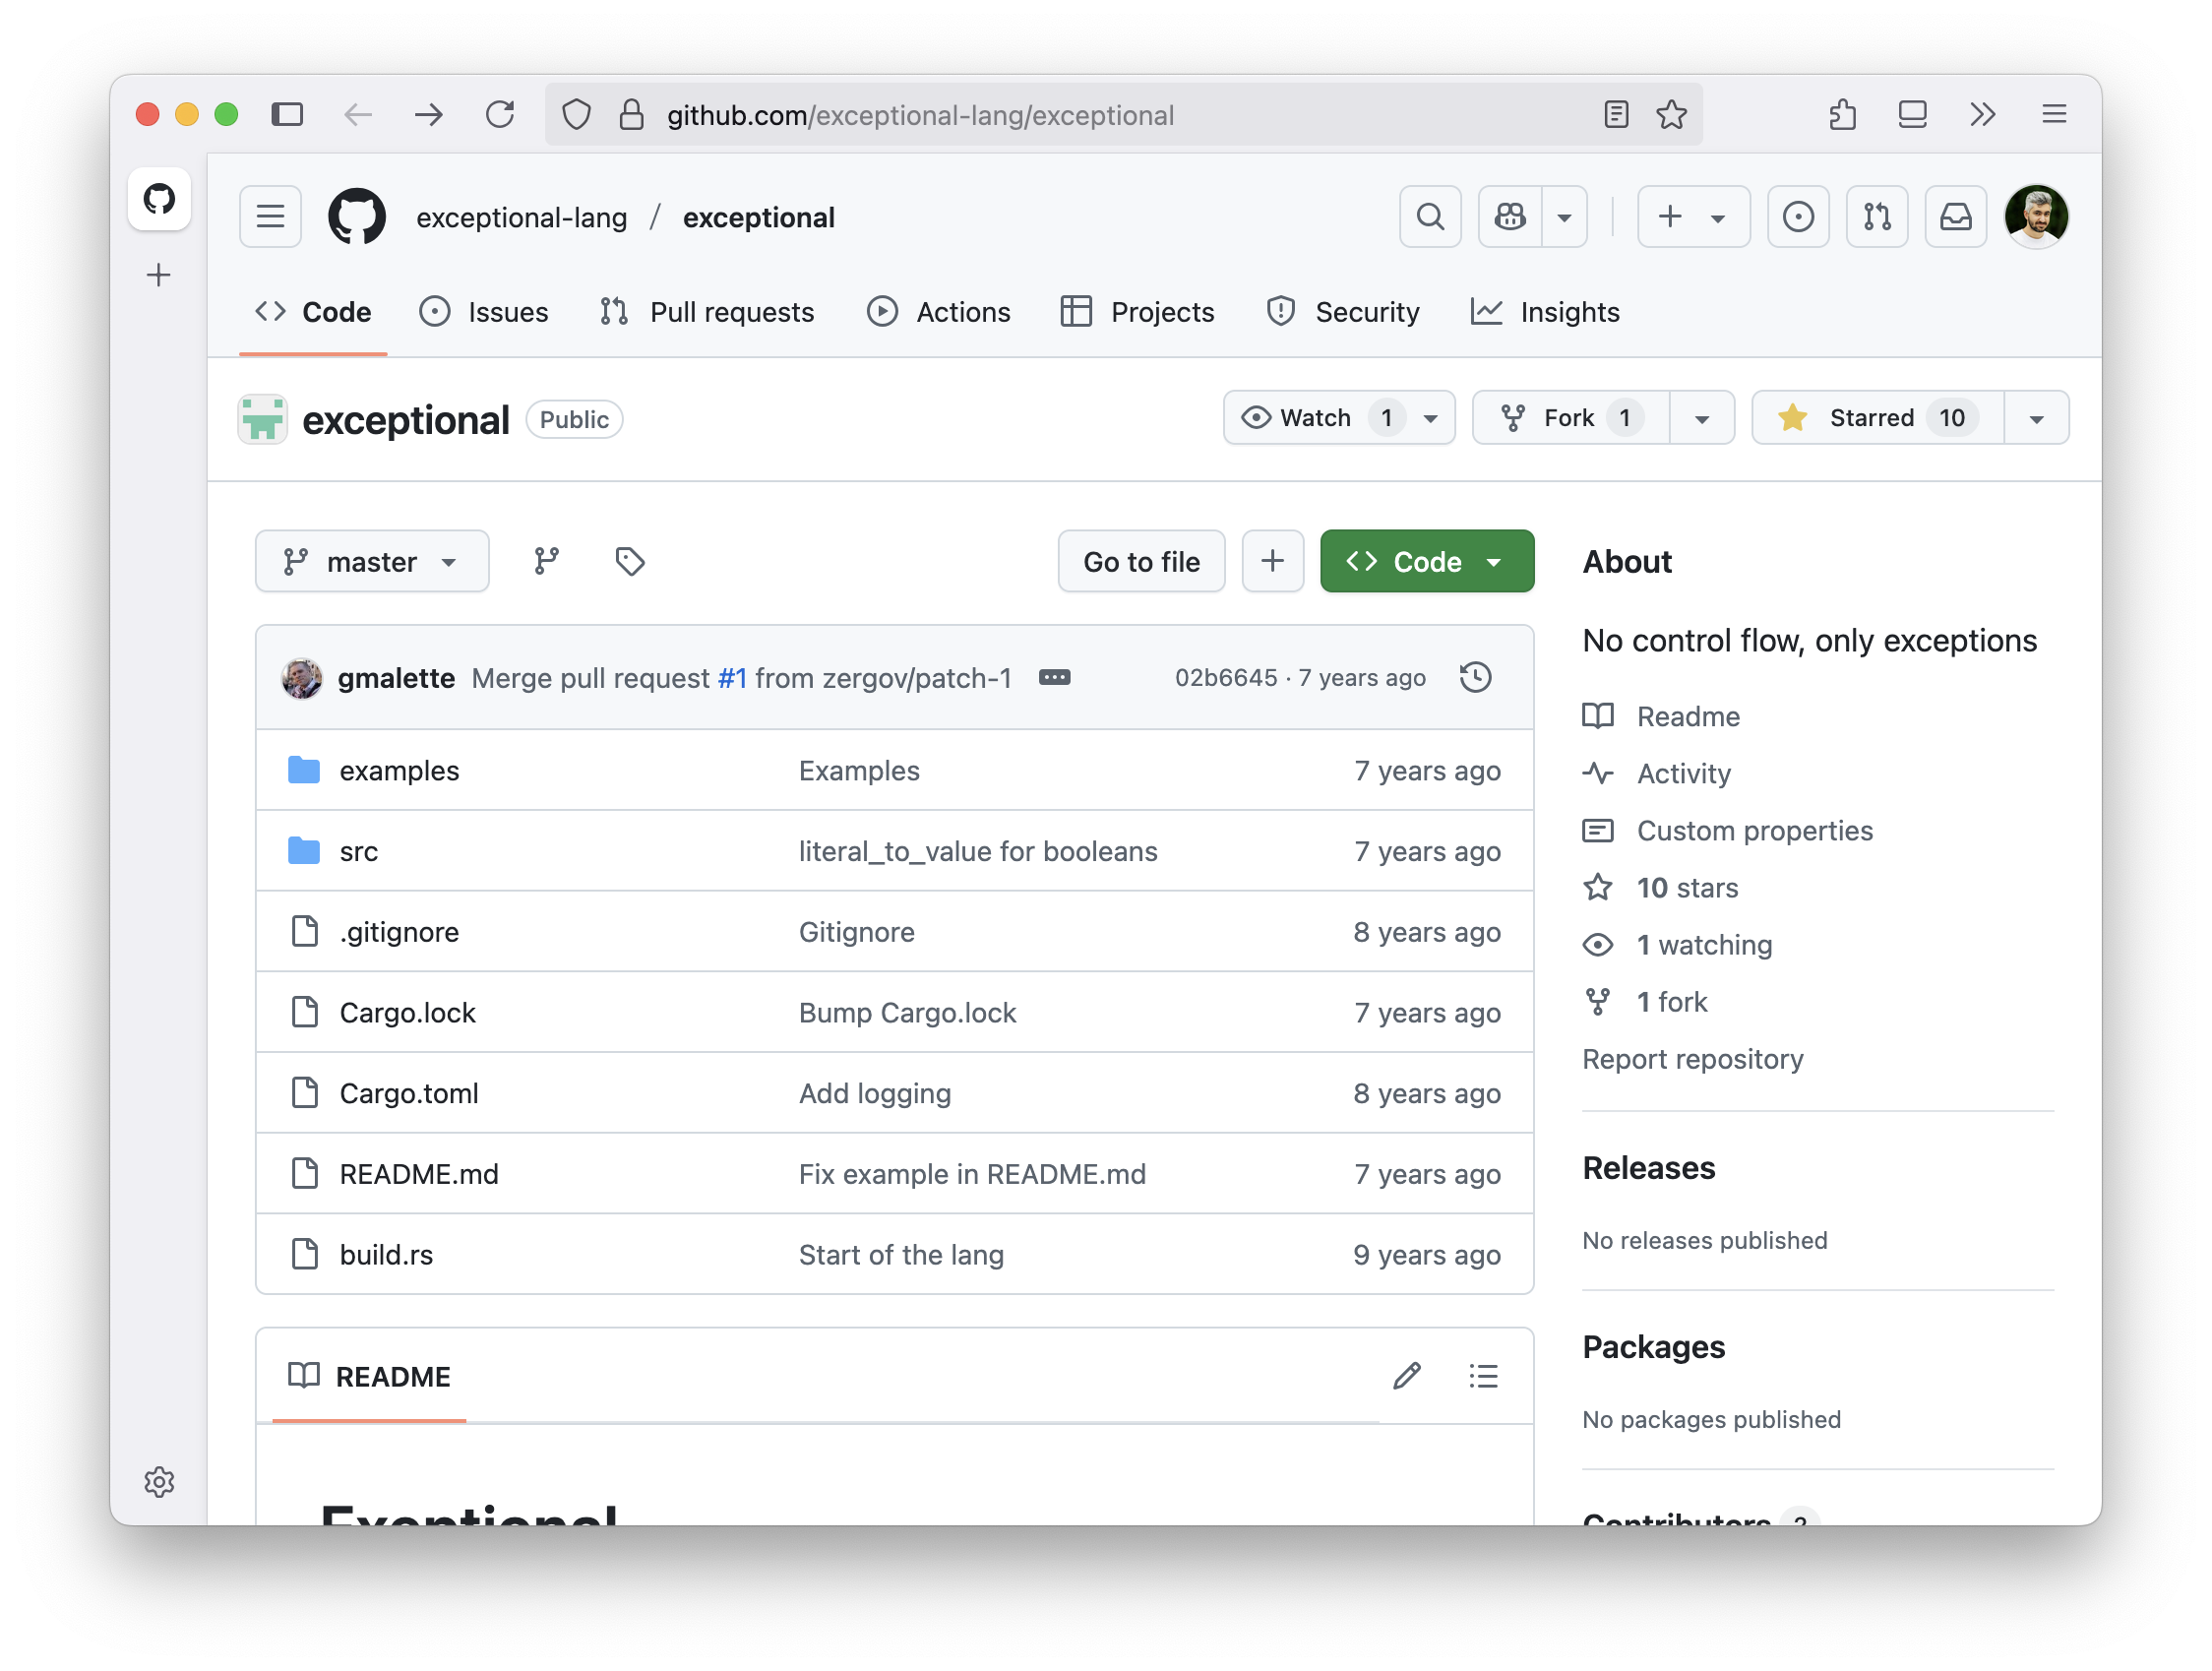 github.com/exceptional-lang/exceptional
exceptional-lang / exceptional
Code Issues Pull requests Actions Projects Security Insights
exceptional Public Watch 1 Fork 1 Starred 10
master Go to file + Code
gmalette Merge pull request #1 from zergov/patch-1 ... 02b6645 · 7 years ago
examples Examples 7 years ago
src literal_to_value for booleans 7 years ago
.gitignore Gitignore 8 years ago
Cargo.lock Bump Cargo.lock 7 years ago
Cargo.toml Add logging 8 years ago
README.md Fix example in README.md 7 years ago
build.rs Start of the lang 9 years ago
README
Exeptional
About
No control flow, only exceptions
Readme
Activity
Custom properties
10 stars
1 watching
1 fork
Report repository
Releases
No releases published
Packages
No packages published
Contributors